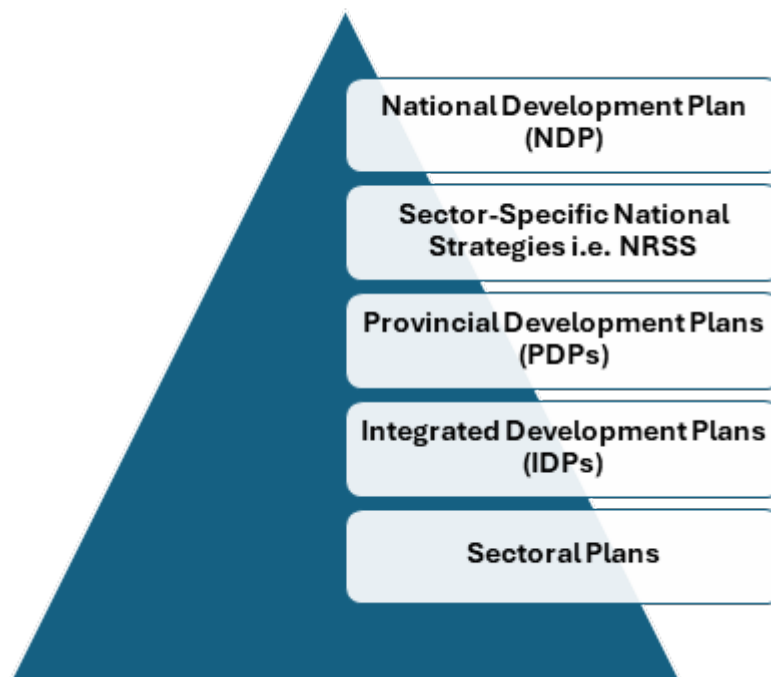 National Development Plan
(NDP)
Sector-Specific National
Strategies i.e. NRSS
Provincial Development Plans
(PDPs)
Integrated Development Plans
(IDPs)
Sectoral Plans